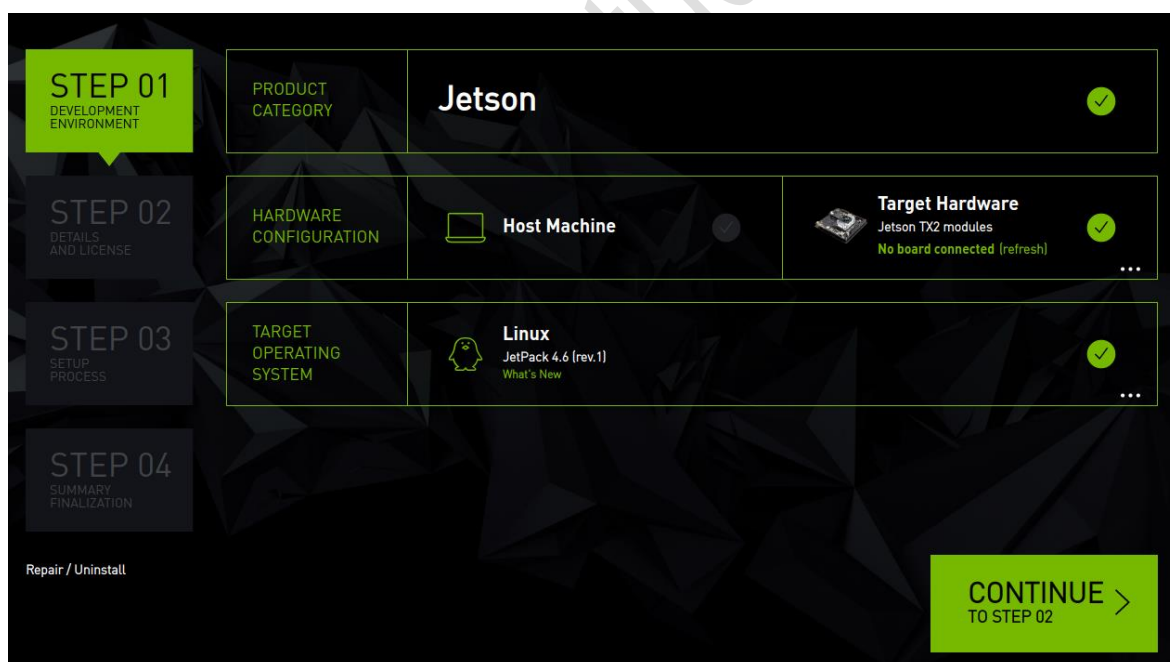 STEP 01
DEVELOPMENT
ENVIRONMENT
PRODUCT
CATEGORY
Jetson
STEP 02
DETAILS
AND LICENSE
HARDWARE
CONFIGURATION
Host Machine
Target Hardware
Jetson TX2 modules
No board connected (refresh)
...
STEP 03
SETUP
PROCESS
TARGET
OPERATING
SYSTEM
Linux
JetPack 4.6 (rev.1)
What's New
...
STEP 04
SUMMARY
FINALIZATION
Repair / Uninstall
CONTINUE >
TO STEP 02